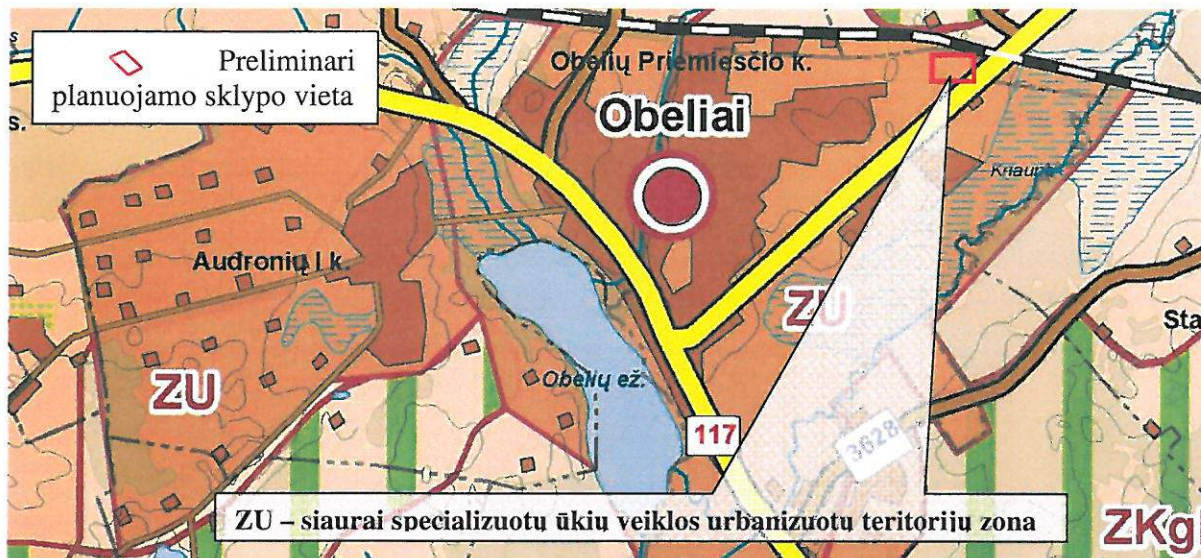 Preliminari
planuojamo sklypo vieta
s.
Obelių Priemiesčio k.
Obeliai
Kriauna
Audronių I k.
ZU
Sta
ZU
Obelių ež.
117
3628
ZU – siaurai specializuotų ūkių veiklos urbanizuotų teritorijų zona
ZKg